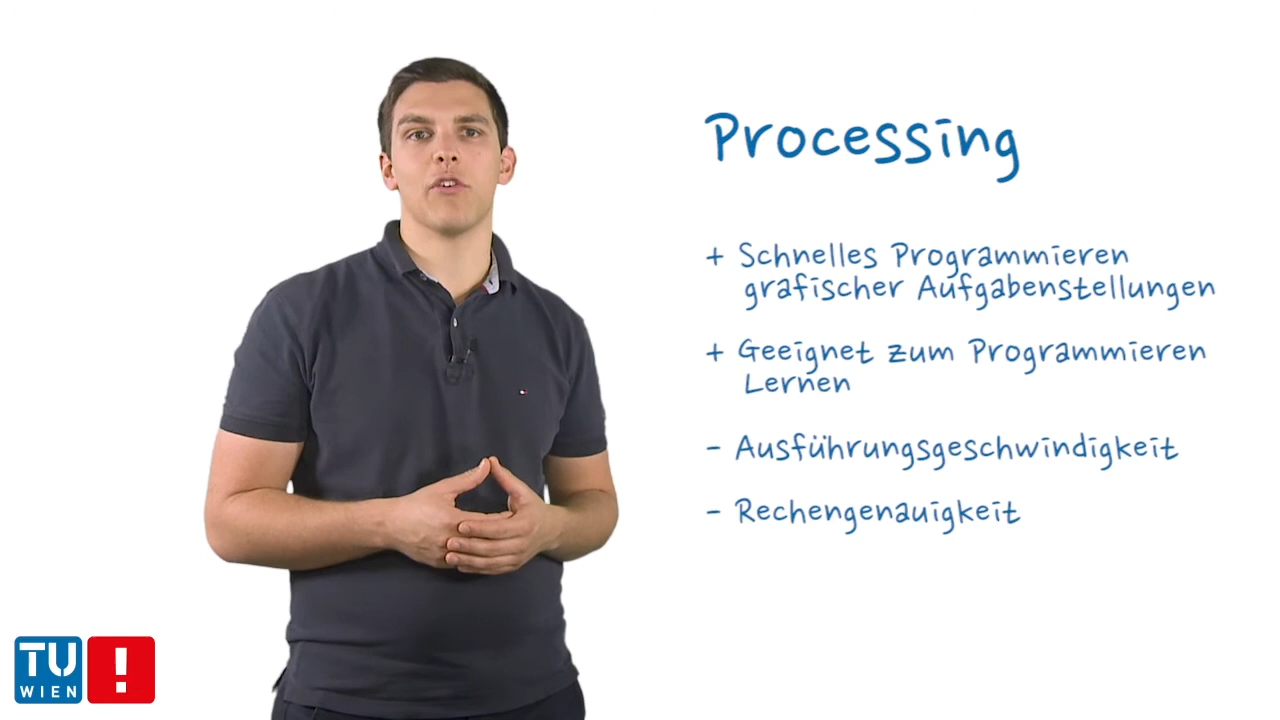 Processing
+ Schnelles Programmieren
grafischer Aufgabenstellungen
+ Geeignet zum Programmieren
Lernen
- Ausführungsgeschwindigkeit
- Rechengenauigkeit
TU
WIEN
!